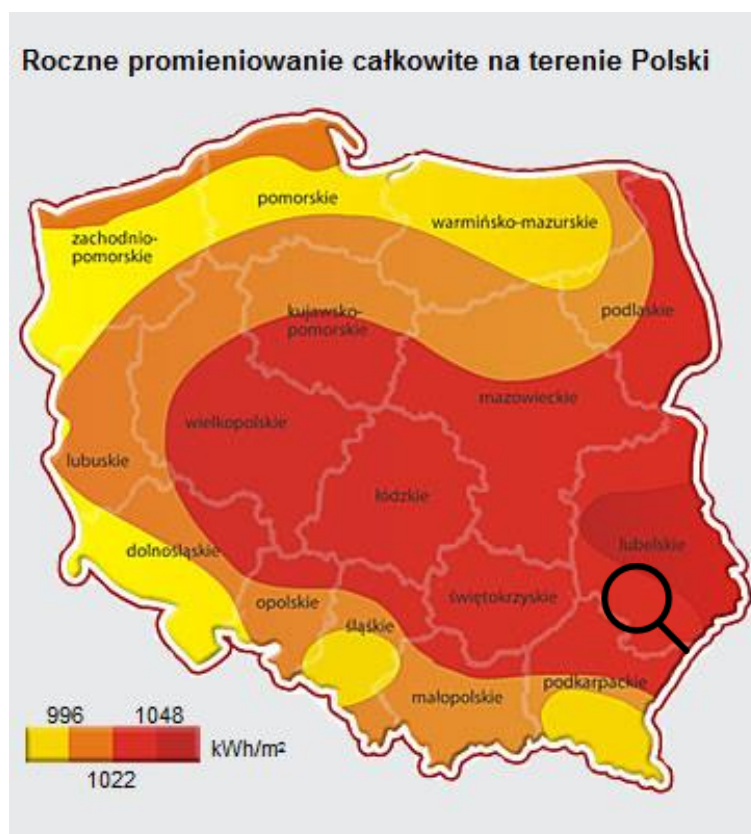 Roczne promieniowanie całkowite na terenie Polski
pomorskie
warmińsko-mazurskie
zachodnio-
pomorskie
kujawsko-
pomorskie
podlaskie
mazowieckie
wielkopolskie
lubuskie
łódzkie
lubelskie
dolnośląskie
opolskie
świętokrzyskie
śląskie
podkarpackie
małopolskie
996 1048
kWh/m²
1022